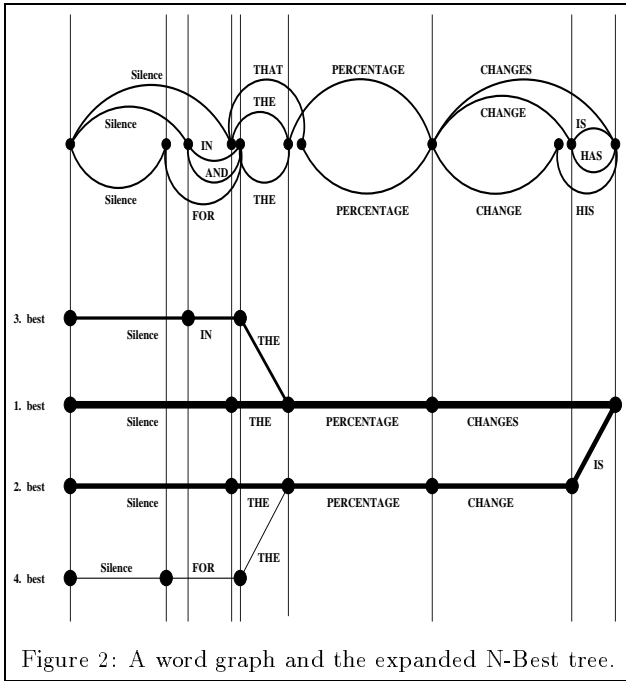 THAT PERCENTAGE CHANGES
Silence
THE CHANGE
Silence IS
IN
HAS
AND
Silence THE PERCENTAGE CHANGE HIS
FOR
3. best
Silence IN THE
1. best
Silence THE PERCENTAGE CHANGES
IS
2. best
Silence THE PERCENTAGE CHANGE
THE
Silence FOR
4. best
Figure 2: A word graph and the expanded N-Best tree.